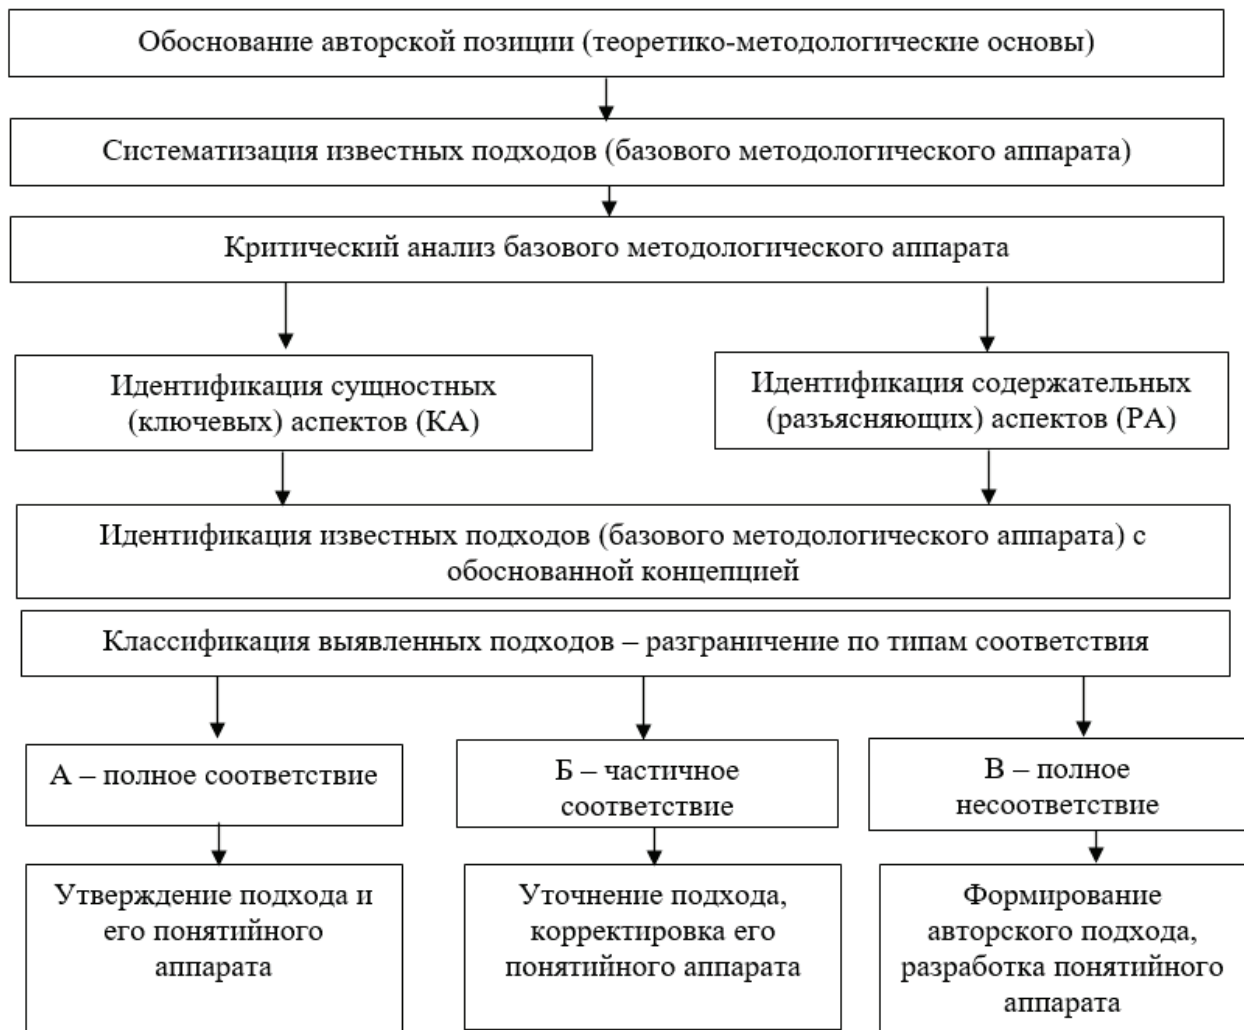 Обоснование авторской позиции (теоретико-методологические основы)
Систематизация известных подходов (базового методологического аппарата)
Критический анализ базового методологического аппарата
Идентификация сущностных
(ключевых) аспектов (КА)
Идентификация содержательных
(разъясняющих) аспектов (РА)
Идентификация известных подходов (базового методологического аппарата) с
обоснованной концепцией
Классификация выявленных подходов – разграничение по типам соответствия
А – полное соответствие
Б – частичное
соответствие
В – полное
несоответствие
Утверждение подхода и
его понятийного
аппарата
Уточнение подхода,
корректировка его
понятийного аппарата
Формирование
авторского подхода,
разработка понятийного
аппарата